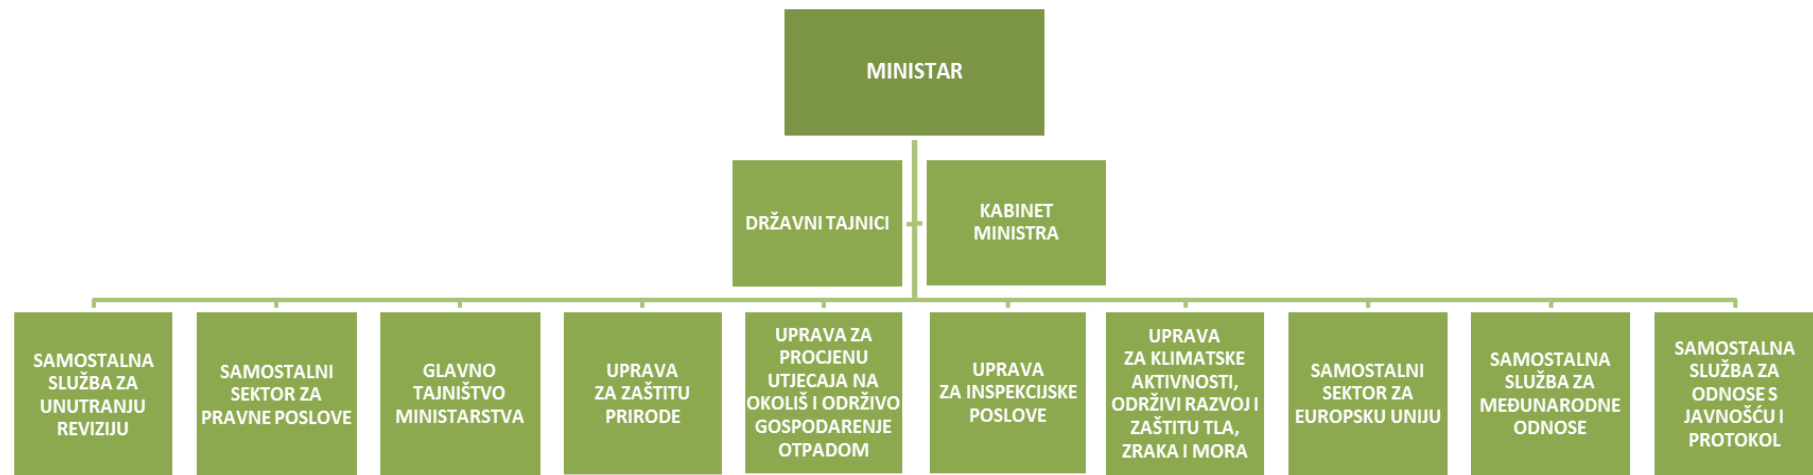 MINISTAR
DRŽAVNI TAJNICI
KABINET
MINISTRA
SAMOSTALNA
SLUŽBA ZA
UNUTRANJU
REVIZIJU
SAMOSTALNI
SEKTOR ZA
PRAVNE POSLOVE
GLAVNO
TAJNIŠTVO
MINISTARSTVA
UPRAVA
ZA ZAŠTITU
PRIRODE
UPRAVA ZA
PROCJENU
UTJECAJA NA
OKOLIŠ I ODRŽIVO
GOSPODARENJE
OTPADOM
UPRAVA
ZA INSPEKCIJSKE
POSLOVE
UPRAVA
ZA KLIMATSKE
AKTIVNOSTI,
ODRŽIVI RAZVOJ I
ZAŠTITU TLA,
ZRAKA I MORA
SAMOSTALNI
SEKTOR ZA
EUROPSKU UNIJU
SAMOSTALNA
SLUŽBA ZA
MEĐUNARODNE
ODNOSE
SAMOSTALNA
SLUŽBA ZA
ODNOSE S
JAVNOŠĆU I
PROTOKOL